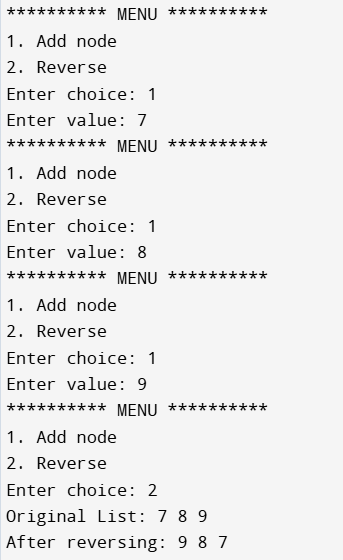 ********** MENU **********
1. Add node
2. Reverse
Enter choice: 1
Enter value: 7
********** MENU **********
1. Add node
2. Reverse
Enter choice: 1
Enter value: 8
********** MENU **********
1. Add node
2. Reverse
Enter choice: 1
Enter value: 9
********** MENU **********
1. Add node
2. Reverse
Enter choice: 2
Original List: 7 8 9
After reversing: 9 8 7